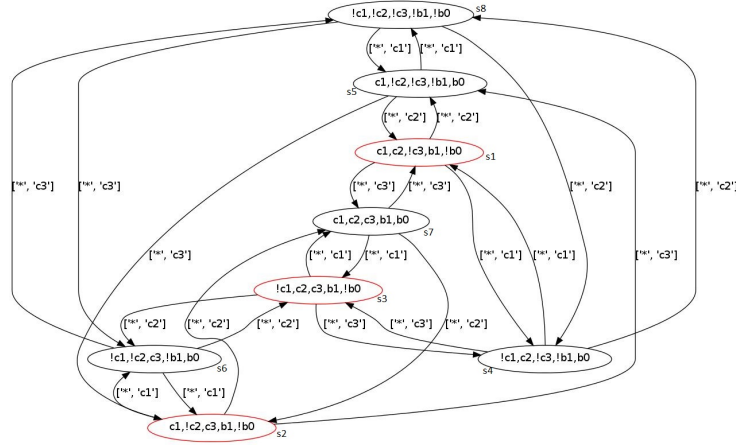 !c1,!c2,!c3,!b1,!b0
s8
['*', 'c1']
['*', 'c1']
c1,!c2,!c3,!b1,b0
s5
['*', 'c2']
['*', 'c2']
c1,c2,!c3,b1,!b0
s1
['*', 'c3']
['*', 'c3']
['*', 'c3']
['*', 'c3']
['*', 'c2']
['*', 'c2']
c1,c2,c3,b1,b0
s7
['*', 'c3']
['*', 'c1']
['*', 'c1']
['*', 'c1']
['*', 'c1']
['*', 'c3']
!c1,c2,c3,b1,!b0
s3
['*', 'c2']
['*', 'c2']
['*', 'c2']
['*', 'c3']
['*', 'c3']
['*', 'c2']
!c1,!c2,c3,!b1,b0
s6
!c1,c2,!c3,!b1,b0
s4
['*', 'c1']
['*', 'c1']
c1,!c2,c3,b1,!b0
s2